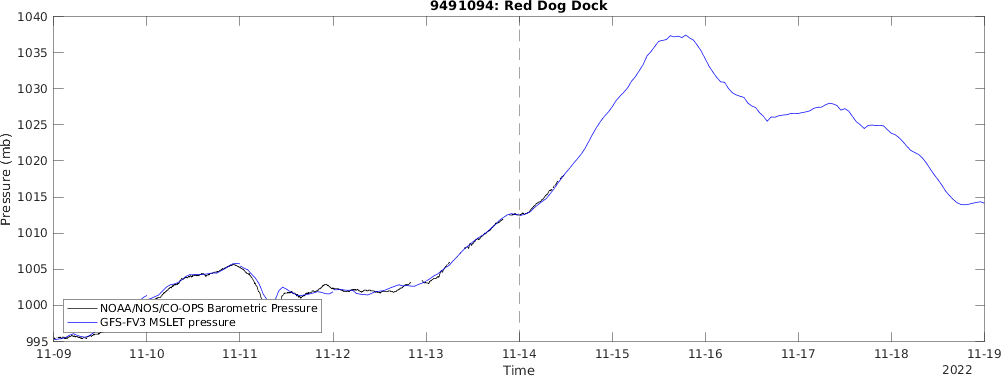 9491094: Red Dog Dock
1040
1035
1030
1025
1020
1015
1010
1005
1000
995
Pressure (mb)
NOAA/NOS/CO-OPS Barometric Pressure
GFS-FV3 MSLET pressure
11-09 11-10 11-11 11-12 11-13 11-14 11-15 11-16 11-17 11-18 11-19
Time
2022